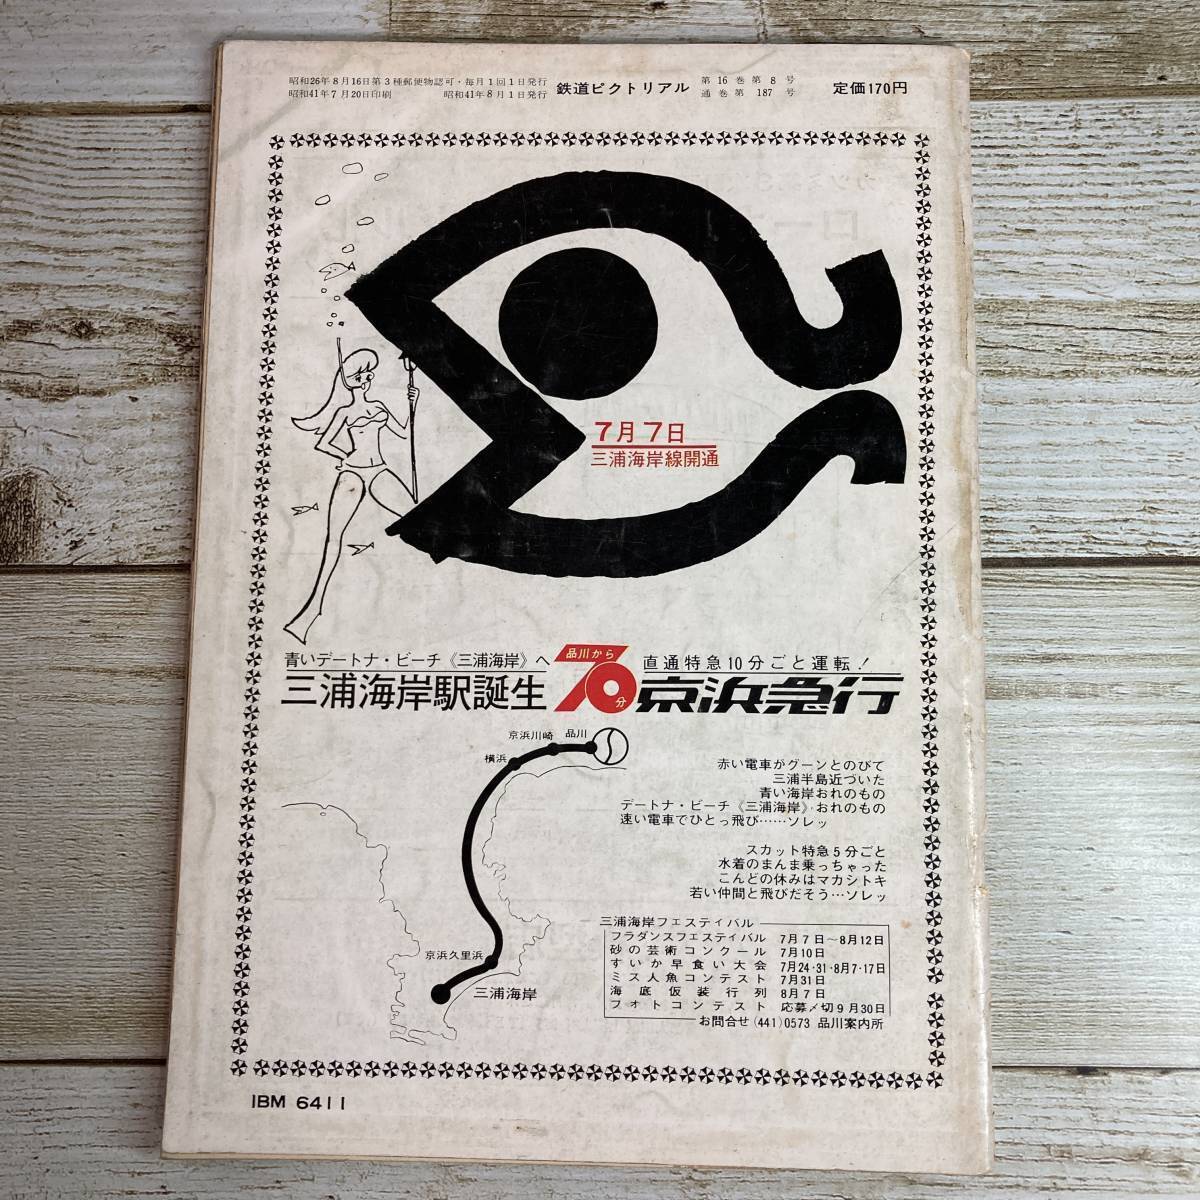 昭和26年8月16日第3種郵便物認可・毎月1回1日発行
昭和41年7月20日印刷 昭和41年8月1日発行
鉄道ピクトリアル
第16巻第8号
通巻第187号
定価170円
7月7日
三浦海岸線開通
青いデートナ・ビーチ《三浦海岸》へ
三浦海岸駅誕生
品川から
70分
直通特急10分ごと運転!
京浜急行
品川
京浜川崎
横浜
京浜久里浜
三浦海岸
赤い電車がグーンとのびて
三浦半島近づいた
青い海岸おれのもの
デートナ・ビーチ《三浦海岸》おれのもの
速い電車でひとっ飛び……ソレッ
スカット特急5分ごと
水着のまんま乗っちゃった
こんどの休みはマカシトキ
若い仲間と飛びだそう…ソレッ
三浦海岸フェスティバル
フラダンスフェスティバル 7月7日〜8月12日
砂の芸術コンクール 7月10日
すいか早食い大会 7月24・31・8月7・17日
ミス人魚コンテスト 7月31日
海底仮装行列 8月7日
フォトコンテスト 応募〆切9月30日
お問合せ(441)0573 品川案内所
IBM 6411